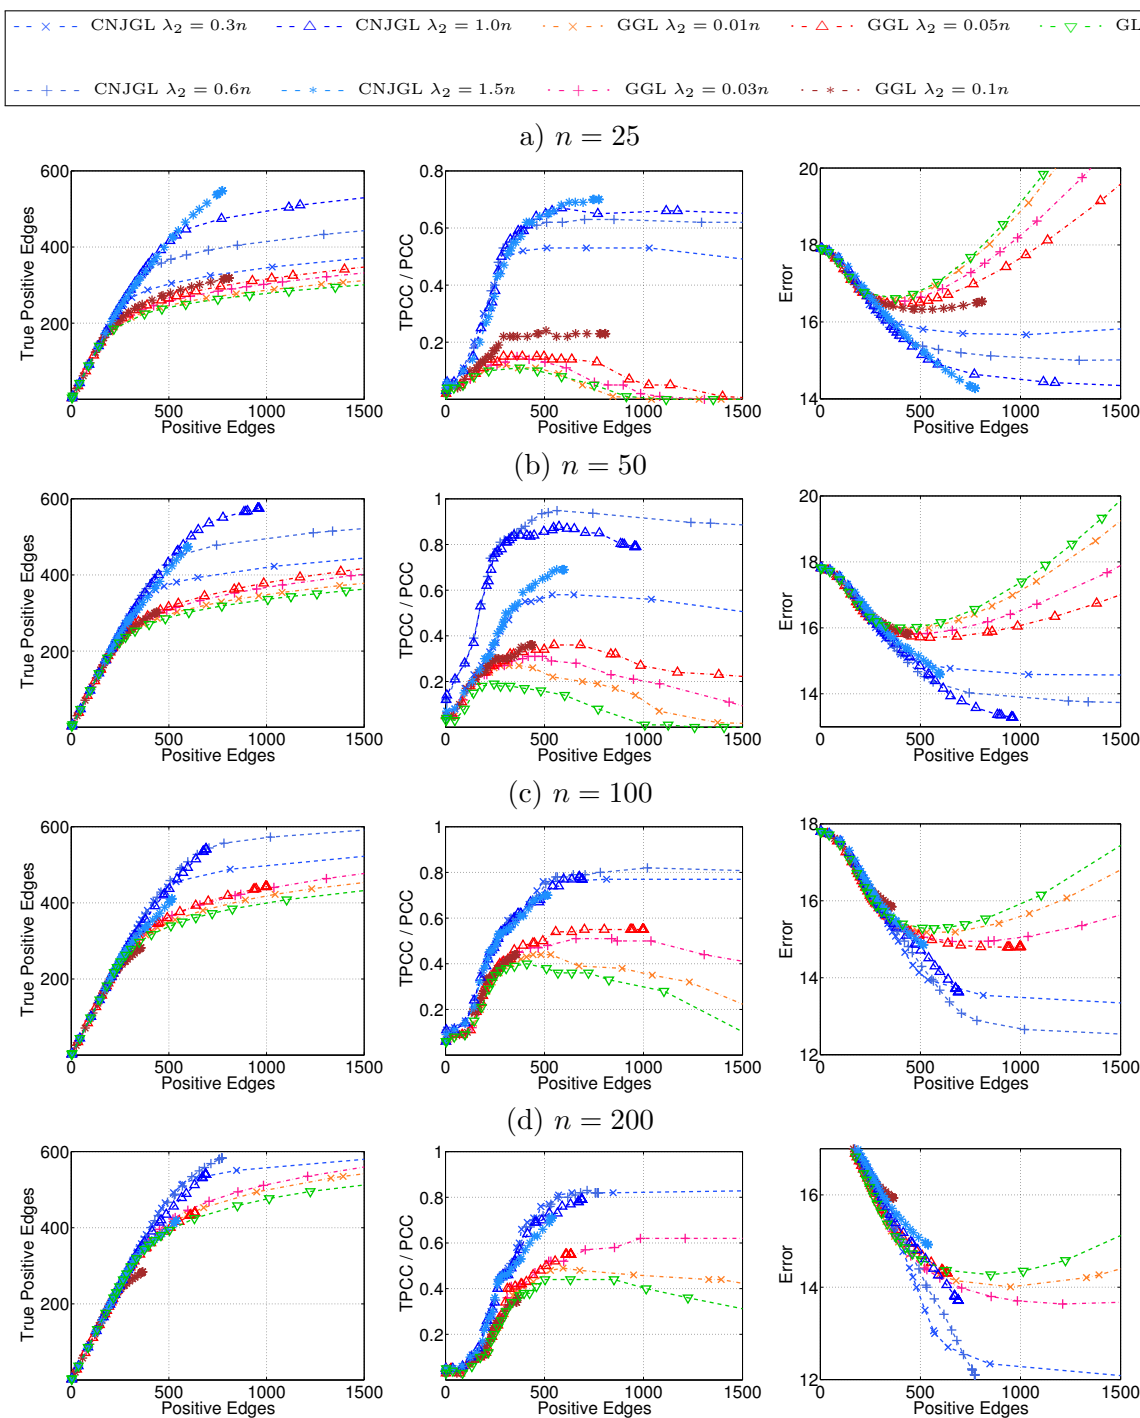 CNJGL λ₂ = 0.3n CNJGL λ₂ = 1.0n GGL λ₂ = 0.01n GGL λ₂ = 0.05n GL
CNJGL λ₂ = 0.6n CNJGL λ₂ = 1.5n GGL λ₂ = 0.03n GGL λ₂ = 0.1n
a) n = 25
True Positive Edges
600
400
200
0 500 1000 1500
Positive Edges
TPCC / PCC
0.8
0.6
0.4
0.2
0 500 1000 1500
Positive Edges
Error
20
18
16
14
0 500 1000 1500
Positive Edges
(b) n = 50
True Positive Edges
600
400
200
0 500 1000 1500
Positive Edges
TPCC / PCC
1
0.8
0.6
0.4
0.2
0 500 1000 1500
Positive Edges
Error
20
18
16
14
0 500 1000 1500
Positive Edges
(c) n = 100
True Positive Edges
600
400
200
0 500 1000 1500
Positive Edges
TPCC / PCC
1
0.8
0.6
0.4
0.2
0 500 1000 1500
Positive Edges
Error
18
16
14
12
0 500 1000 1500
Positive Edges
(d) n = 200
True Positive Edges
600
400
200
0 500 1000 1500
Positive Edges
TPCC / PCC
1
0.8
0.6
0.4
0.2
0 500 1000 1500
Positive Edges
Error
16
14
12
0 500 1000 1500
Positive Edges